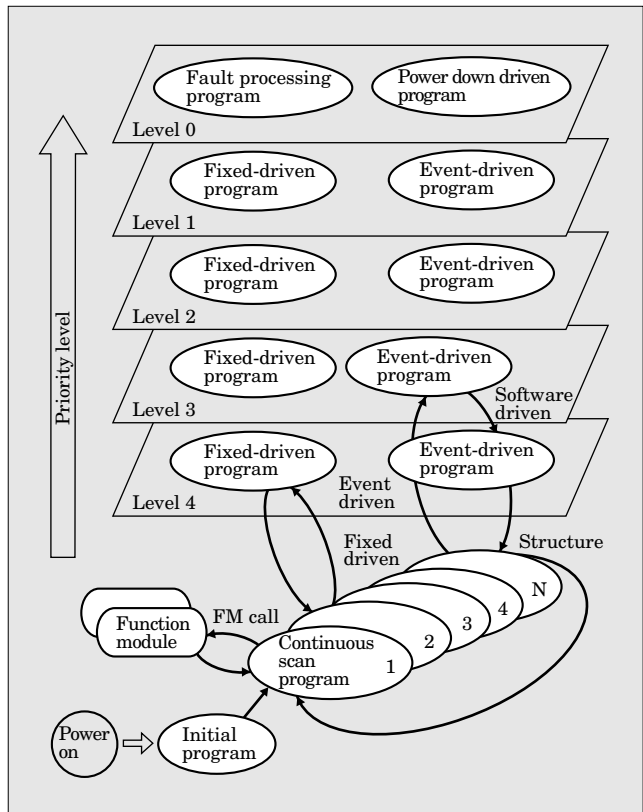 Fault processing
program
Power down driven
program
Level 0
Fixed-driven
program
Event-driven
program
Level 1
Fixed-driven
program
Event-driven
program
Level 2
Fixed-driven
program
Event-driven
program
Level 3
Software
driven
Fixed-driven
program
Event-driven
program
Level 4
Event
driven
Fixed
driven
Structure
Priority level
FM call
Function
module
Continuous
scan
program
1
2
3
4
N
Power
on
Initial
program